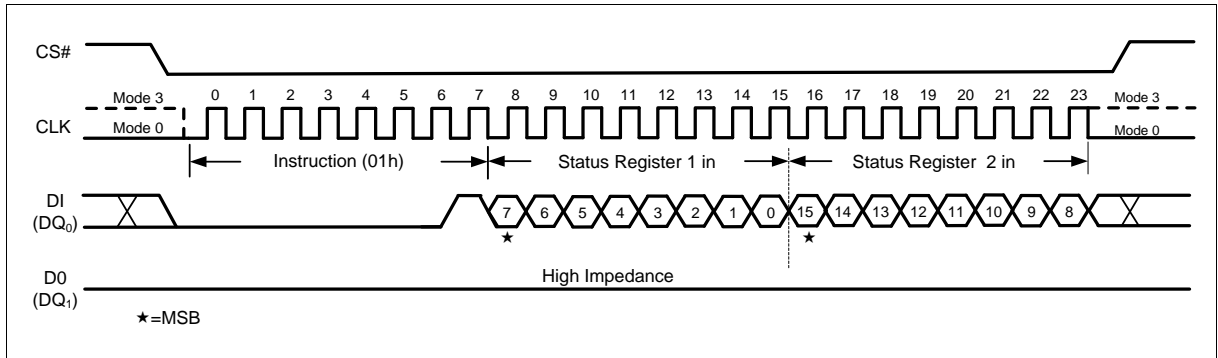 CS#
Mode 3
0 1 2 3 4 5 6 7 8 9 10 11 12 13 14 15 16 17 18 19 20 21 22 23
Mode 3
CLK
Mode 0
Mode 0
Instruction (01h)
Status Register 1 in
Status Register 2 in
DI
(DQ0)
7 6 5 4 3 2 1 0 15 14 13 12 11 10 9 8
★ ★
High Impedance
D0
(DQ1)
★=MSB